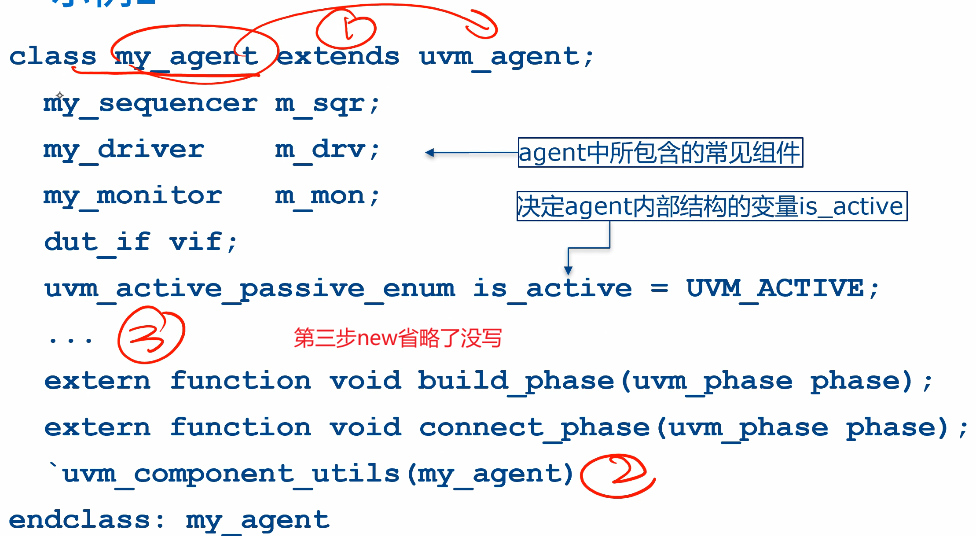 class my_agent extends uvm_agent;
①
my_sequencer m_sqr;
my_driver m_drv;
agent中所包含的常见组件
my_monitor m_mon;
决定agent内部结构的变量is_active
dut_if vif;
uvm_active_passive_enum is_active = UVM_ACTIVE;
... ③
第三步new省略了没写
extern function void build_phase(uvm_phase phase);
extern function void connect_phase(uvm_phase phase);
`uvm_component_utils(my_agent) ②
endclass: my_agent